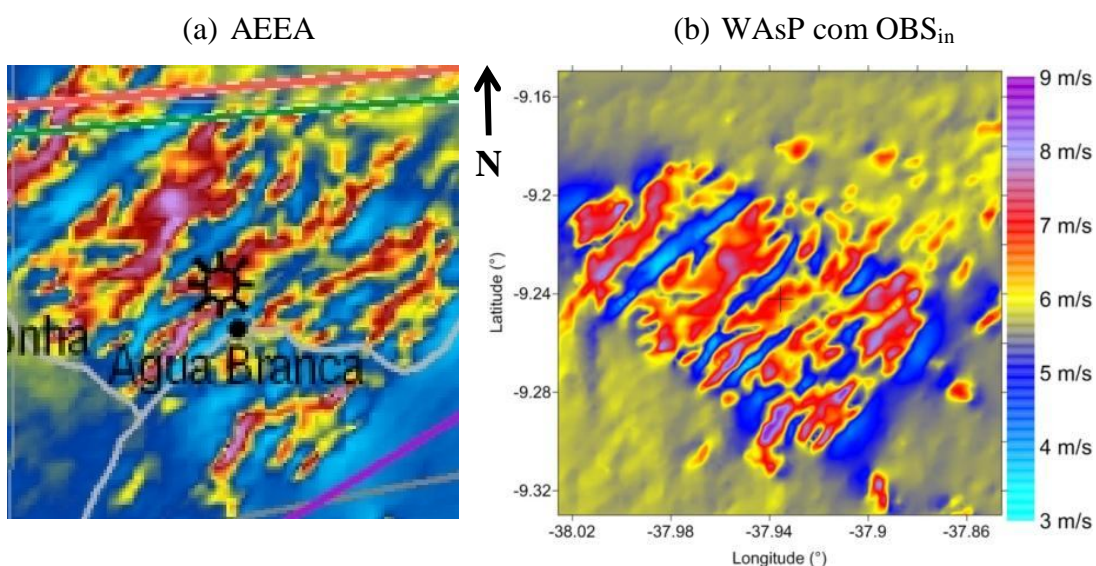 (a) AEEA
(b) WAsP com OBSin
N
onha
Agua Branca
Latitude (°)
-9.16
-9.2
-9.24
-9.28
-9.32
-38.02
-37.98
-37.94
-37.9
-37.86
Longitude (°)
9 m/s
8 m/s
7 m/s
6 m/s
5 m/s
4 m/s
3 m/s